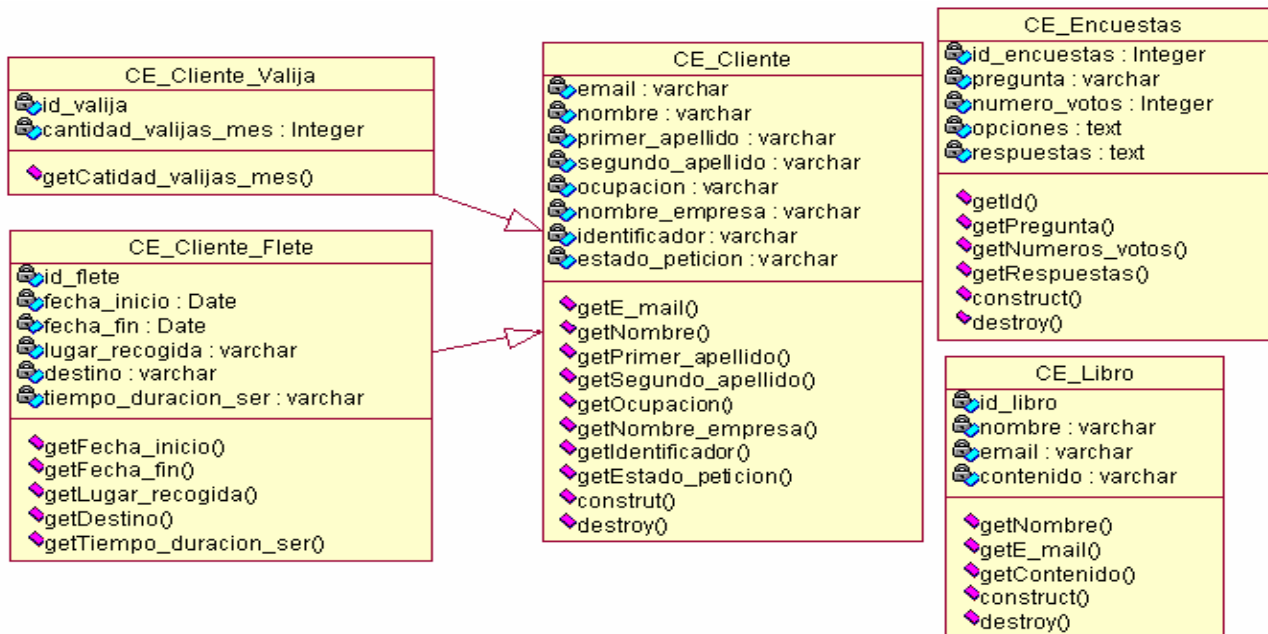 CE_Cliente_Valija
id_valija
cantidad_valijas_mes : Integer
getCatidad_valijas_mes()
CE_Cliente_Flete
id_flete
fecha_inicio : Date
fecha_fin : Date
lugar_recogida : varchar
destino : varchar
tiempo_duracion_ser : varchar
getFecha_inicio()
getFecha_fin()
getLugar_recogida()
getDestino()
getTiempo_duracion_ser()
CE_Cliente
email : varchar
nombre : varchar
primer_apellido : varchar
segundo_apellido : varchar
ocupacion : varchar
nombre_empresa : varchar
identificador : varchar
estado_peticion : varchar
getE_mail()
getNombre()
getPrimer_apellido()
getSegundo_apellido()
getOcupacion()
getNombre_empresa()
getIdentificador()
getEstado_peticion()
construt()
destroy()
CE_Encuestas
id_encuestas : Integer
pregunta : varchar
numero_votos : Integer
opciones : text
respuestas : text
getId()
getPregunta()
getNumeros_votos()
getRespuestas()
construct()
destroy()
CE_Libro
id_libro
nombre : varchar
email : varchar
contenido : varchar
getNombre()
getE_mail()
getContenido()
construct()
destroy()